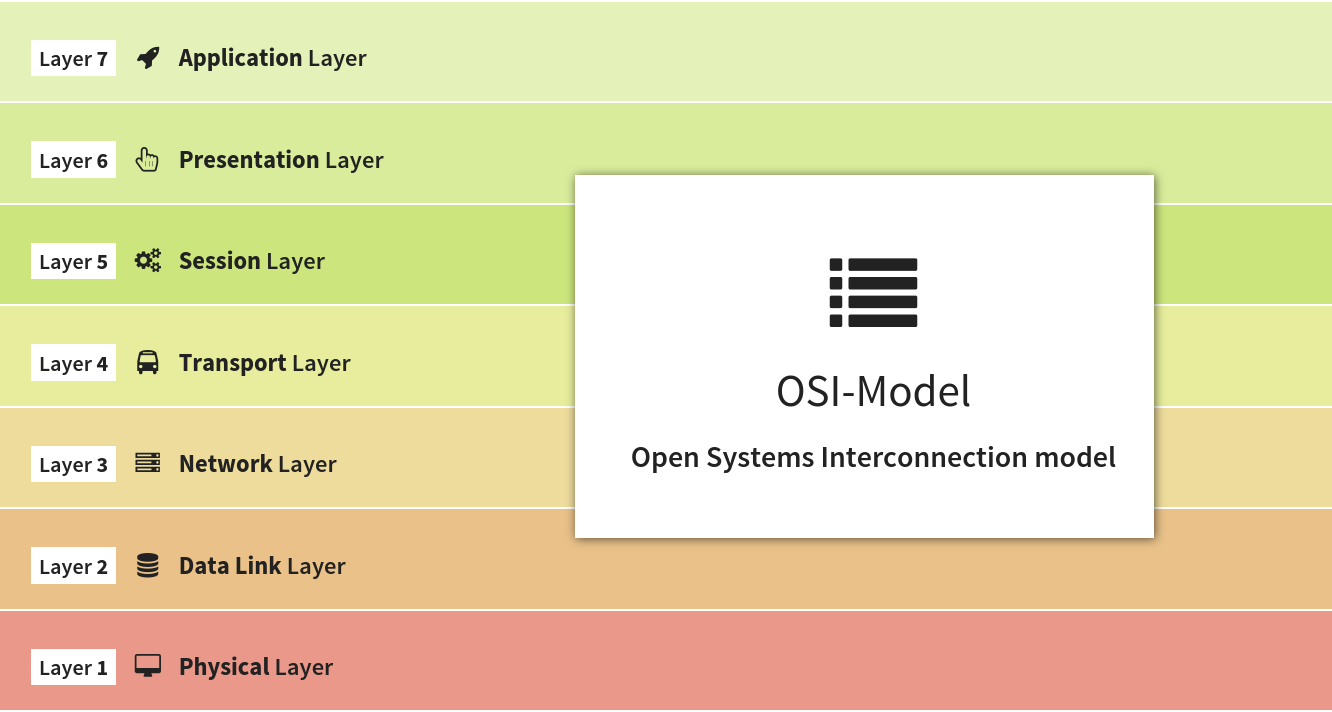 Layer 7 Application Layer
Layer 6 Presentation Layer
Layer 5 Session Layer
Layer 4 Transport Layer
Layer 3 Network Layer
Layer 2 Data Link Layer
Layer 1 Physical Layer
OSI-Model
Open Systems Interconnection model